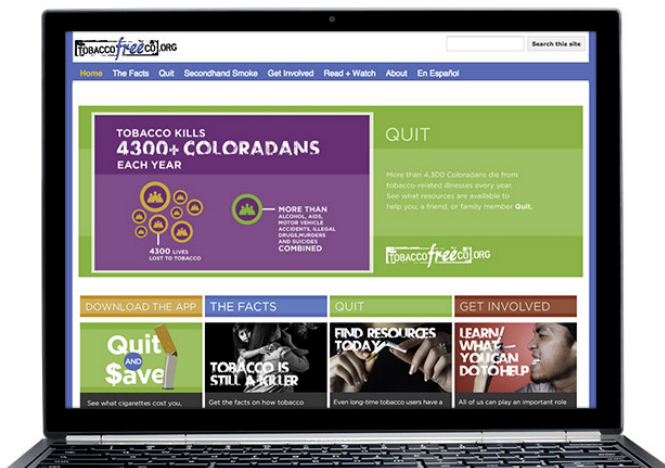 TOBACCO free CO .ORG
Search this site
Home The Facts Quit Secondhand Smoke Get Involved Read + Watch About En Español
TOBACCO KILLS
4300+ COLORADANS
EACH YEAR
4300 LIVES
LOST TO TOBACCO
MORE THAN
ALCOHOL, AIDS,
MOTOR VEHICLE
ACCIDENTS, ILLEGAL
DRUGS,MURDERS
AND SUICIDES
COMBINED
QUIT
More than 4,300 Coloradans die from
tobacco-related illnesses every year.
See what resources are available to
help you, a friend, or family member Quit.
TOBACCO free CO .ORG
DOWNLOAD THE APP
Quit
AND
$ave
See what cigarettes cost you,
THE FACTS
TOBACCO IS
STILL A KILLER
Get the facts on how tobacco
QUIT
FIND RESOURCES
TODAY
Even long-time tobacco users have a
GET INVOLVED
LEARN
WHAT
YOU CAN
DO TO HELP
All of us can play an important role